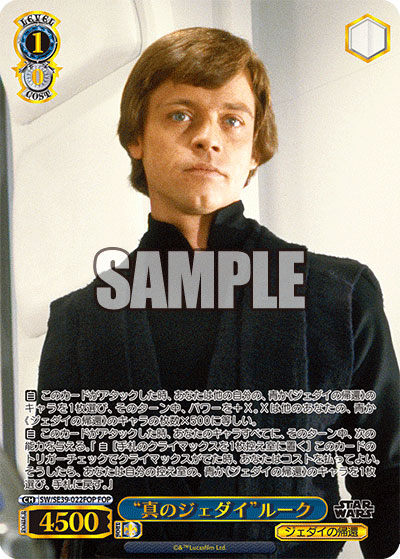 LEVEL
1
0
COST
SAMPLE
自 このカードがアタックした時、あなたは他の自分の、青か《ジェダイの帰還》の
キャラを1枚選び、そのターン中、パワーを+X。Xは他のあなたの、青か
《ジェダイの帰還》のキャラの枚数×500に等しい。
自 このカードがアタックした時、あなたは自分のキャラすべてに、そのターン中、次の
能力を与える。『自 [手札のクライマックスを1枚控え室に置く] このカード
のトリガーチェックでクライマックスがでた時、あなたはコストを払ってよい。
そうしたら、あなたは自分の控え室の、青か《ジェダイの帰還》のキャラを1枚
選び、手札に戻す。』
CH SW/SE39-022FOP FOP
POWER
4500
SOUL
“真のジェダイ”ルーク
STAR WARS
ジェダイの帰還
©&™Lucasfilm Ltd.